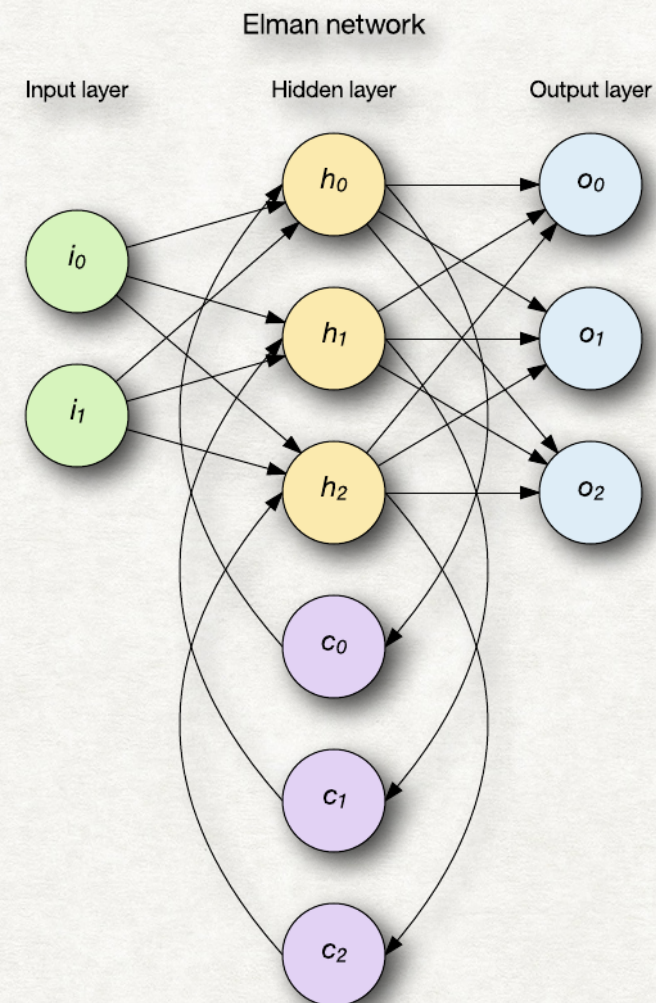 Elman network
Input layer Hidden layer Output layer
h0 o0
i0
h1 o1
i1
h2 o2
c0
c1
c2